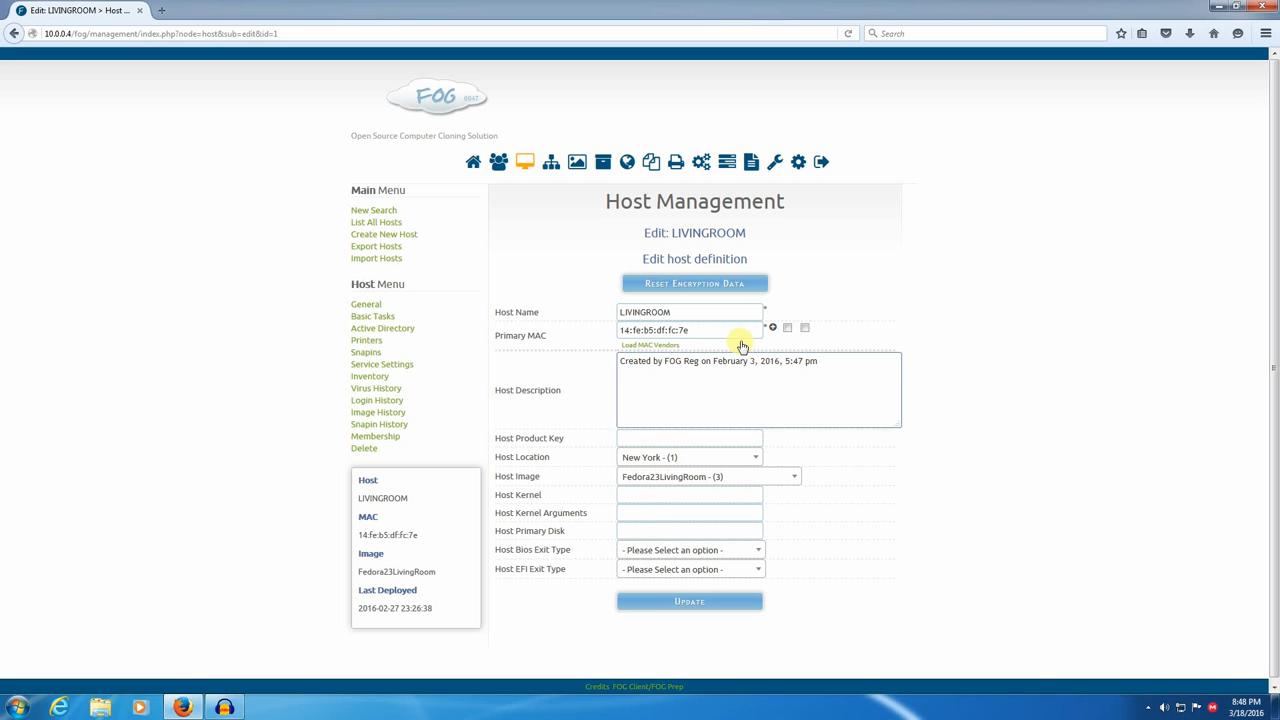 Edit: LIVINGROOM > Host ...
10.0.0.4/fog/management/index.php?node=host&sub=edit&id=1
Search
FOG
Open Source Computer Cloning Solution
Main Menu
New Search
List All Hosts
Create New Host
Export Hosts
Import Hosts
Host Menu
General
Basic Tasks
Active Directory
Printers
Snapins
Service Settings
Inventory
Virus History
Login History
Image History
Snapin History
Membership
Delete
Host
LIVINGROOM
MAC
14:fe:b5:df:fc:7e
Image
Fedora23LivingRoom
Last Deployed
2016-02-27 23:26:38
Host Management
Edit: LIVINGROOM
Edit host definition
Reset Encryption Data
Host Name
LIVINGROOM
*
Primary MAC
14:fe:b5:df:fc:7e
*
Load MAC Vendors
Host Description
Created by FOG Reg on February 3, 2016, 5:47 pm
Host Product Key
Host Location
New York - (1)
Host Image
Fedora23LivingRoom - (3)
Host Kernel
Host Kernel Arguments
Host Primary Disk
Host Bios Exit Type
- Please Select an option -
Host EFI Exit Type
- Please Select an option -
Update
Credits FOG Client/FOG Prep
8:48 PM
3/18/2016